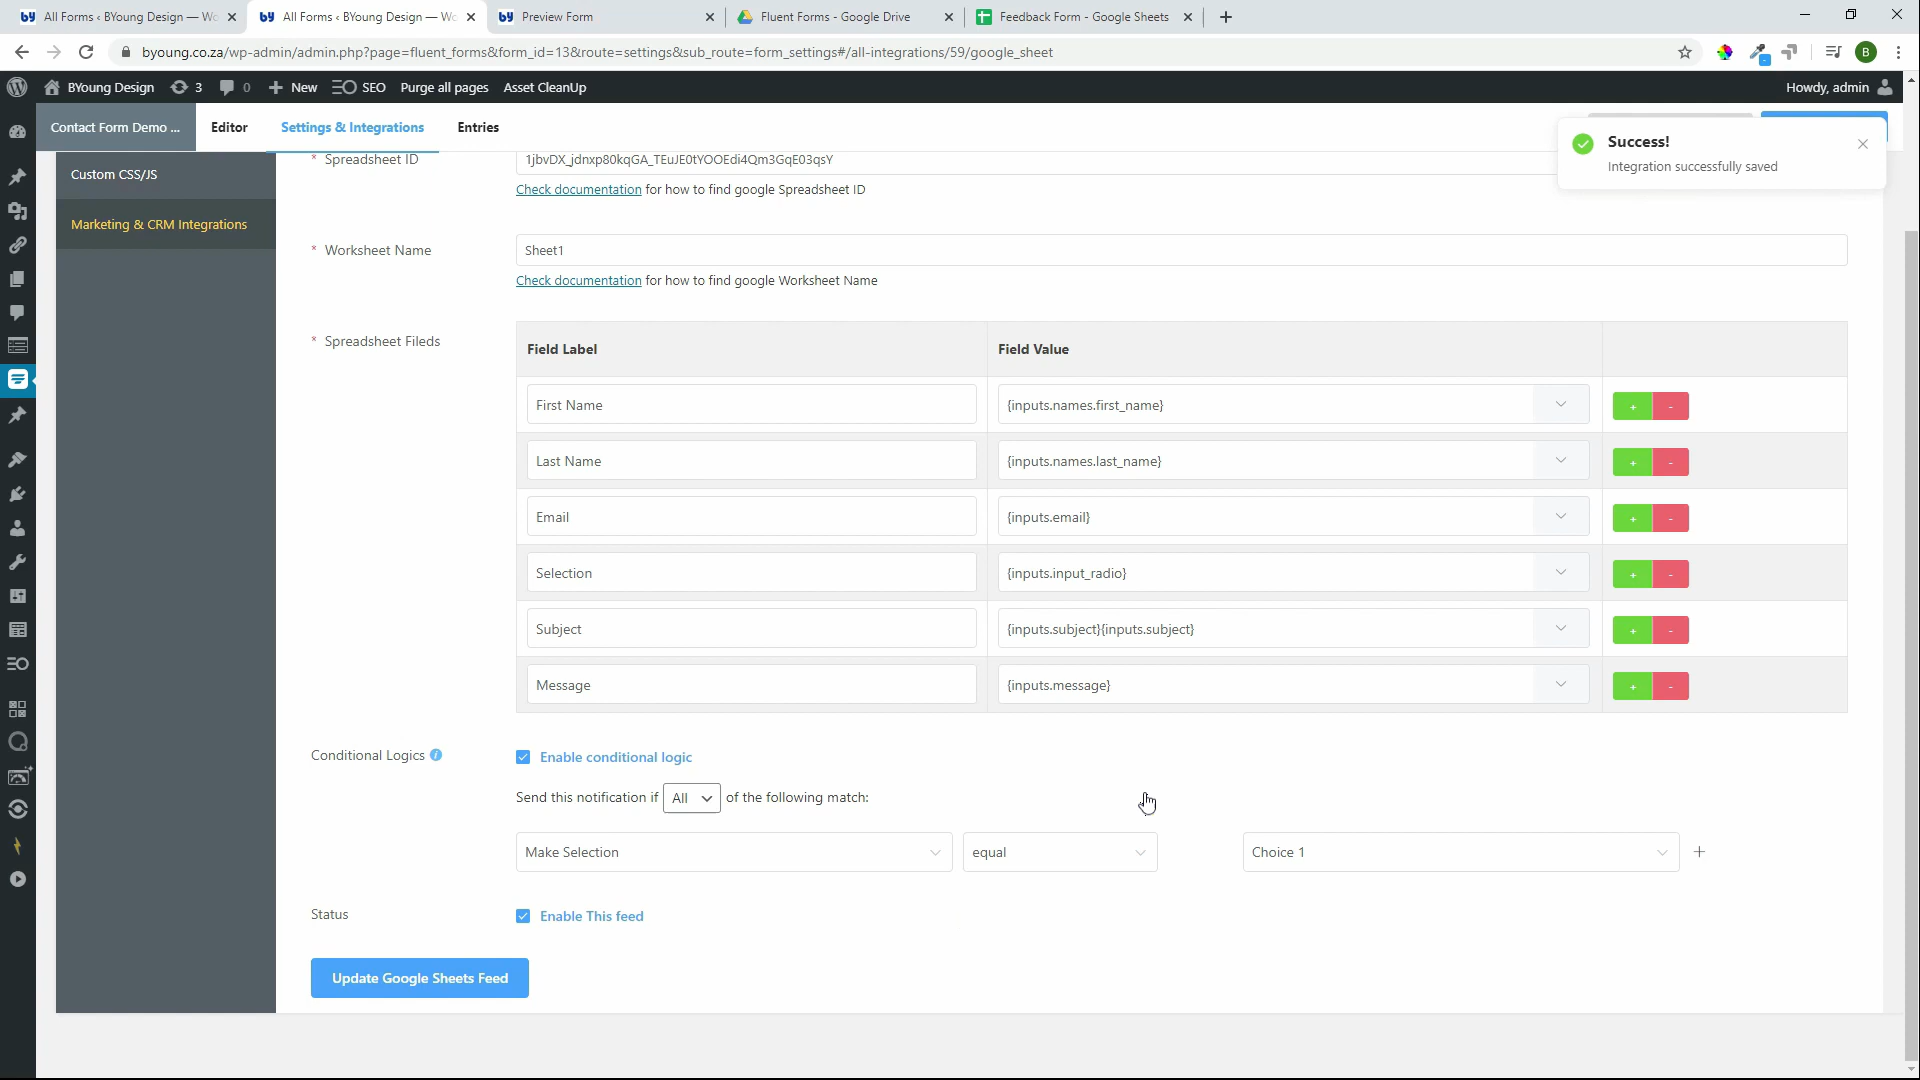 All Forms ‹ BYoung Design — Wo
All Forms ‹ BYoung Design — Wo
Preview Form
Fluent Forms - Google Drive
Feedback Form - Google Sheets
byoung.co.za/wp-admin/admin.php?page=fluent_forms&form_id=13&route=settings&sub_route=form_settings#/all-integrations/59/google_sheet
B
BYoung Design
3
0
New
SEO
Purge all pages
Asset CleanUp
Howdy, admin
Contact Form Demo ...
Editor
Settings & Integrations
Entries
Success!
Integration successfully saved
Custom CSS/JS
Marketing & CRM Integrations
* Spreadsheet ID
1jbvDX_jdnxp80kqGA_TEuJE0tYOOEdi4Qm3GqE03qsY
Check documentation for how to find google Spreadsheet ID
* Worksheet Name
Sheet1
Check documentation for how to find google Worksheet Name
* Spreadsheet Fileds
Field Label
Field Value
First Name
{inputs.names.first_name}
+ -
Last Name
{inputs.names.last_name}
+ -
Email
{inputs.email}
+ -
Selection
{inputs.input_radio}
+ -
Subject
{inputs.subject}{inputs.subject}
+ -
Message
{inputs.message}
+ -
Conditional Logics
Enable conditional logic
Send this notification if All of the following match:
Make Selection
equal
Choice 1
+
Status
Enable This feed
Update Google Sheets Feed